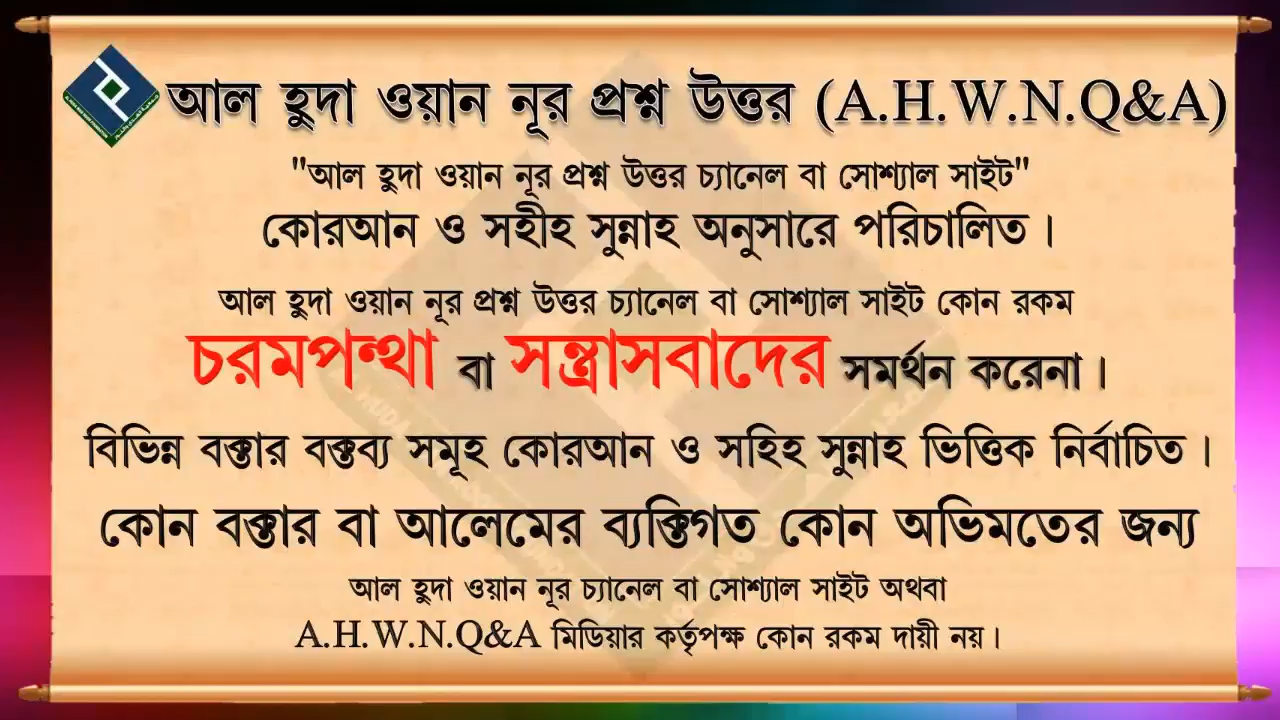 আল হুদা ওয়ান নূর প্রশ্ন উত্তর (A.H.W.N.Q&A)
"আল হুদা ওয়ান নূর প্রশ্ন উত্তর চ্যানেল বা সোশ্যাল সাইট"
কোরআন ও সহীহ সুন্নাহ অনুসারে পরিচালিত।
আল হুদা ওয়ান নূর প্রশ্ন উত্তর চ্যানেল বা সোশ্যাল সাইট কোন রকম
চরমপন্থা বা সন্ত্রাসবাদের সমর্থন করেনা।
বিভিন্ন বক্তার বক্তব্য সমূহ কোরআন ও সহিহ সুন্নাহ ভিত্তিক নির্বাচিত।
কোন বক্তার বা আলেমের ব্যক্তিগত কোন অভিমতের জন্য
আল হুদা ওয়ান নূর চ্যানেল বা সোশ্যাল সাইট অথবা
A.H.W.N.Q&A মিডিয়ার কর্তৃপক্ষ কোন রকম দায়ী নয়।